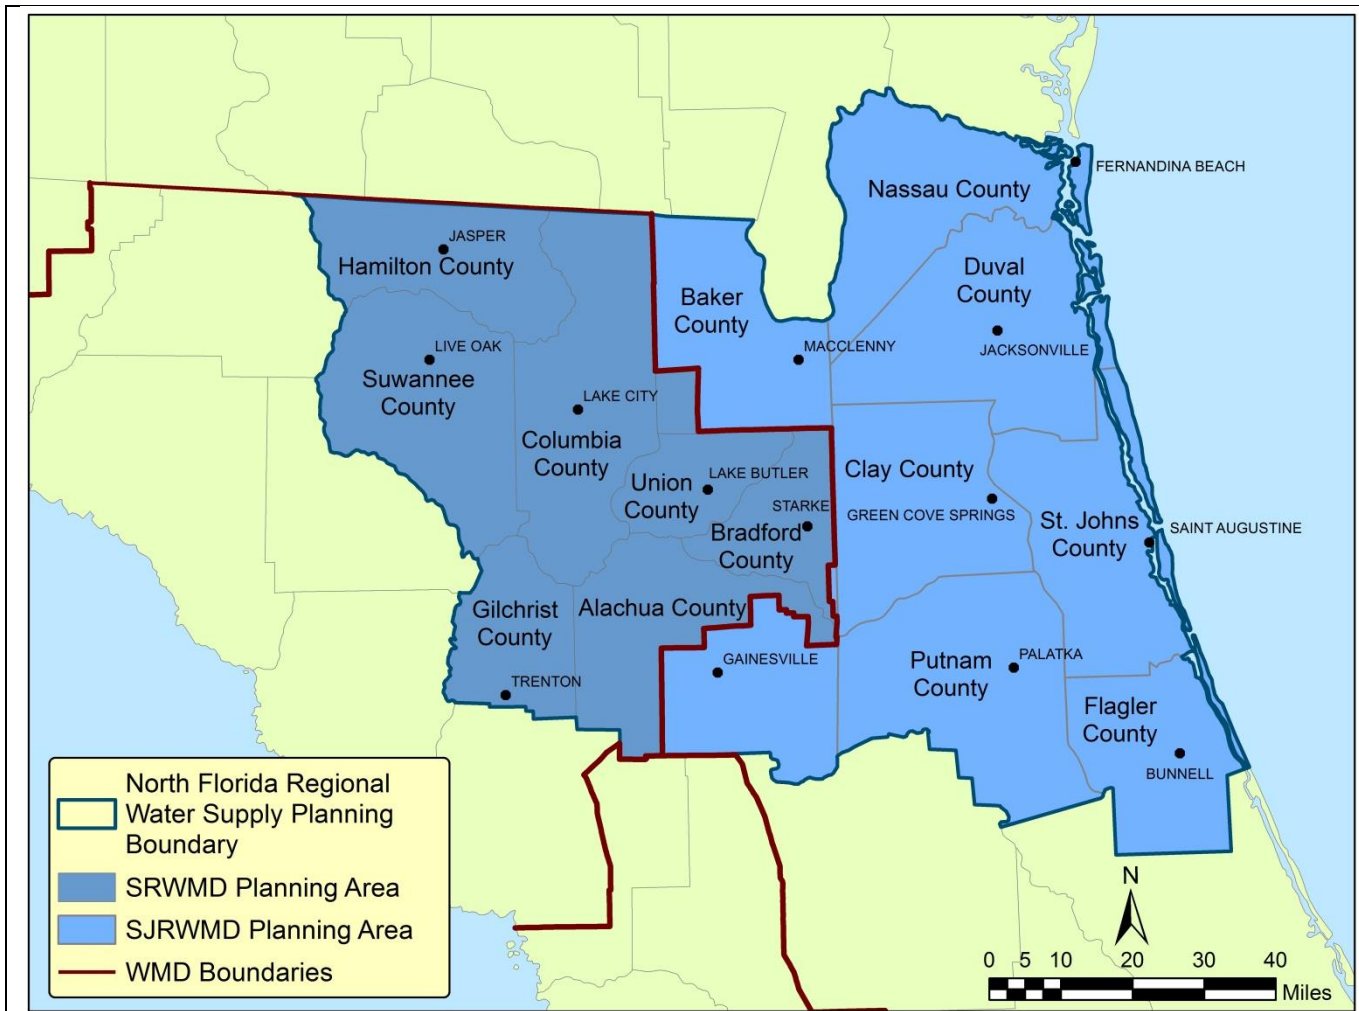 FERNANDINA BEACH
Nassau County
JASPER
Hamilton County
Duval
County
Baker
County
JACKSONVILLE
MACCLENNY
LIVE OAK
Suwannee
County
LAKE CITY
Columbia
County
Clay County
LAKE BUTLER
Union
County
STARKE
GREEN COVE SPRINGS
Bradford
County
St. Johns
County
SAINT AUGUSTINE
Gilchrist
County
Alachua County
GAINESVILLE
Putnam
County
PALATKA
TRENTON
Flagler
County
BUNNELL
North Florida Regional
Water Supply Planning
Boundary
SRWMD Planning Area
SJRWMD Planning Area
WMD Boundaries
N
0 5 10 20 30 40
Miles